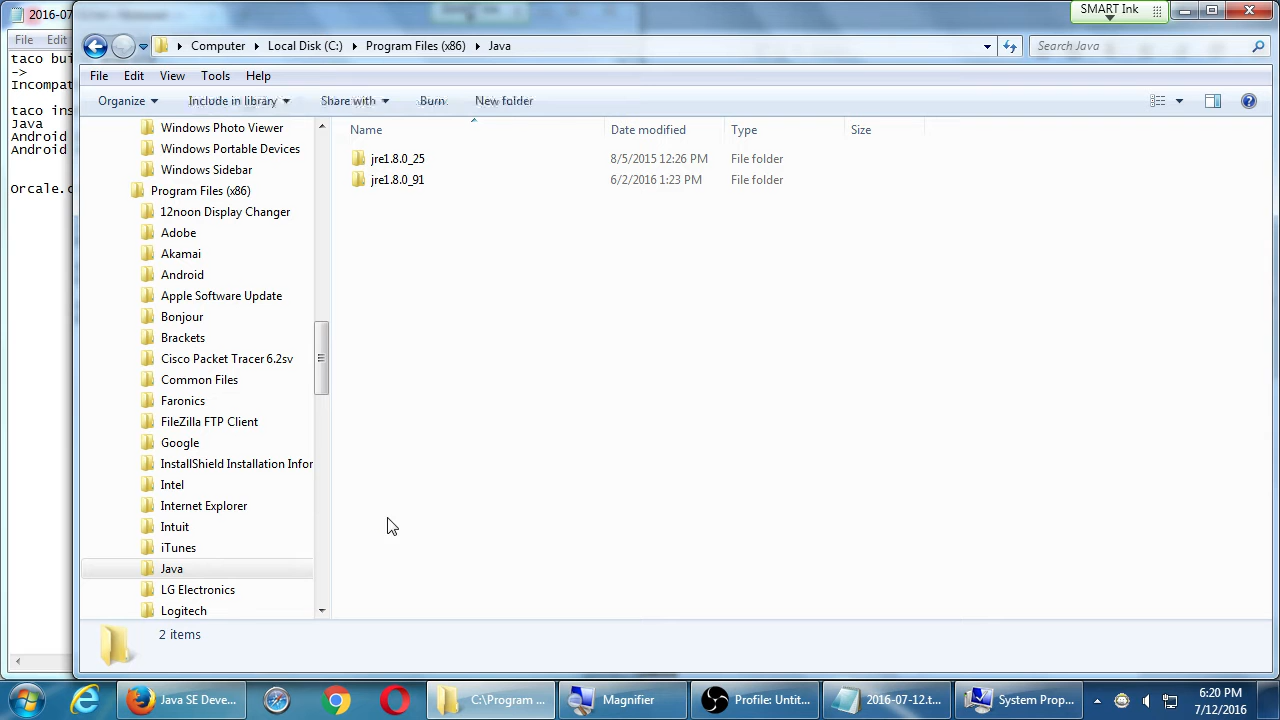 2016-07
SMART Ink
File Edit
Computer Local Disk (C:) Program Files (x86) Java
Search Java
taco bui
->
Incompat
taco ins
Java
Android
Android
Orcale.c
File Edit View Tools Help
Organize Include in library Share with Burn New folder
Windows Photo Viewer
Windows Portable Devices
Windows Sidebar
Program Files (x86)
12noon Display Changer
Adobe
Akamai
Android
Apple Software Update
Bonjour
Brackets
Cisco Packet Tracer 6.2sv
Common Files
Faronics
FileZilla FTP Client
Google
InstallShield Installation Infor
Intel
Internet Explorer
Intuit
iTunes
Java
LG Electronics
Logitech
Name Date modified Type Size
jre1.8.0_25 8/5/2015 12:26 PM File folder
jre1.8.0_91 6/2/2016 1:23 PM File folder
2 items
Java SE Deve... C:\Program ... Magnifier Profile: Untit... 2016-07-12.t... System Prop...
6:20 PM
7/12/2016